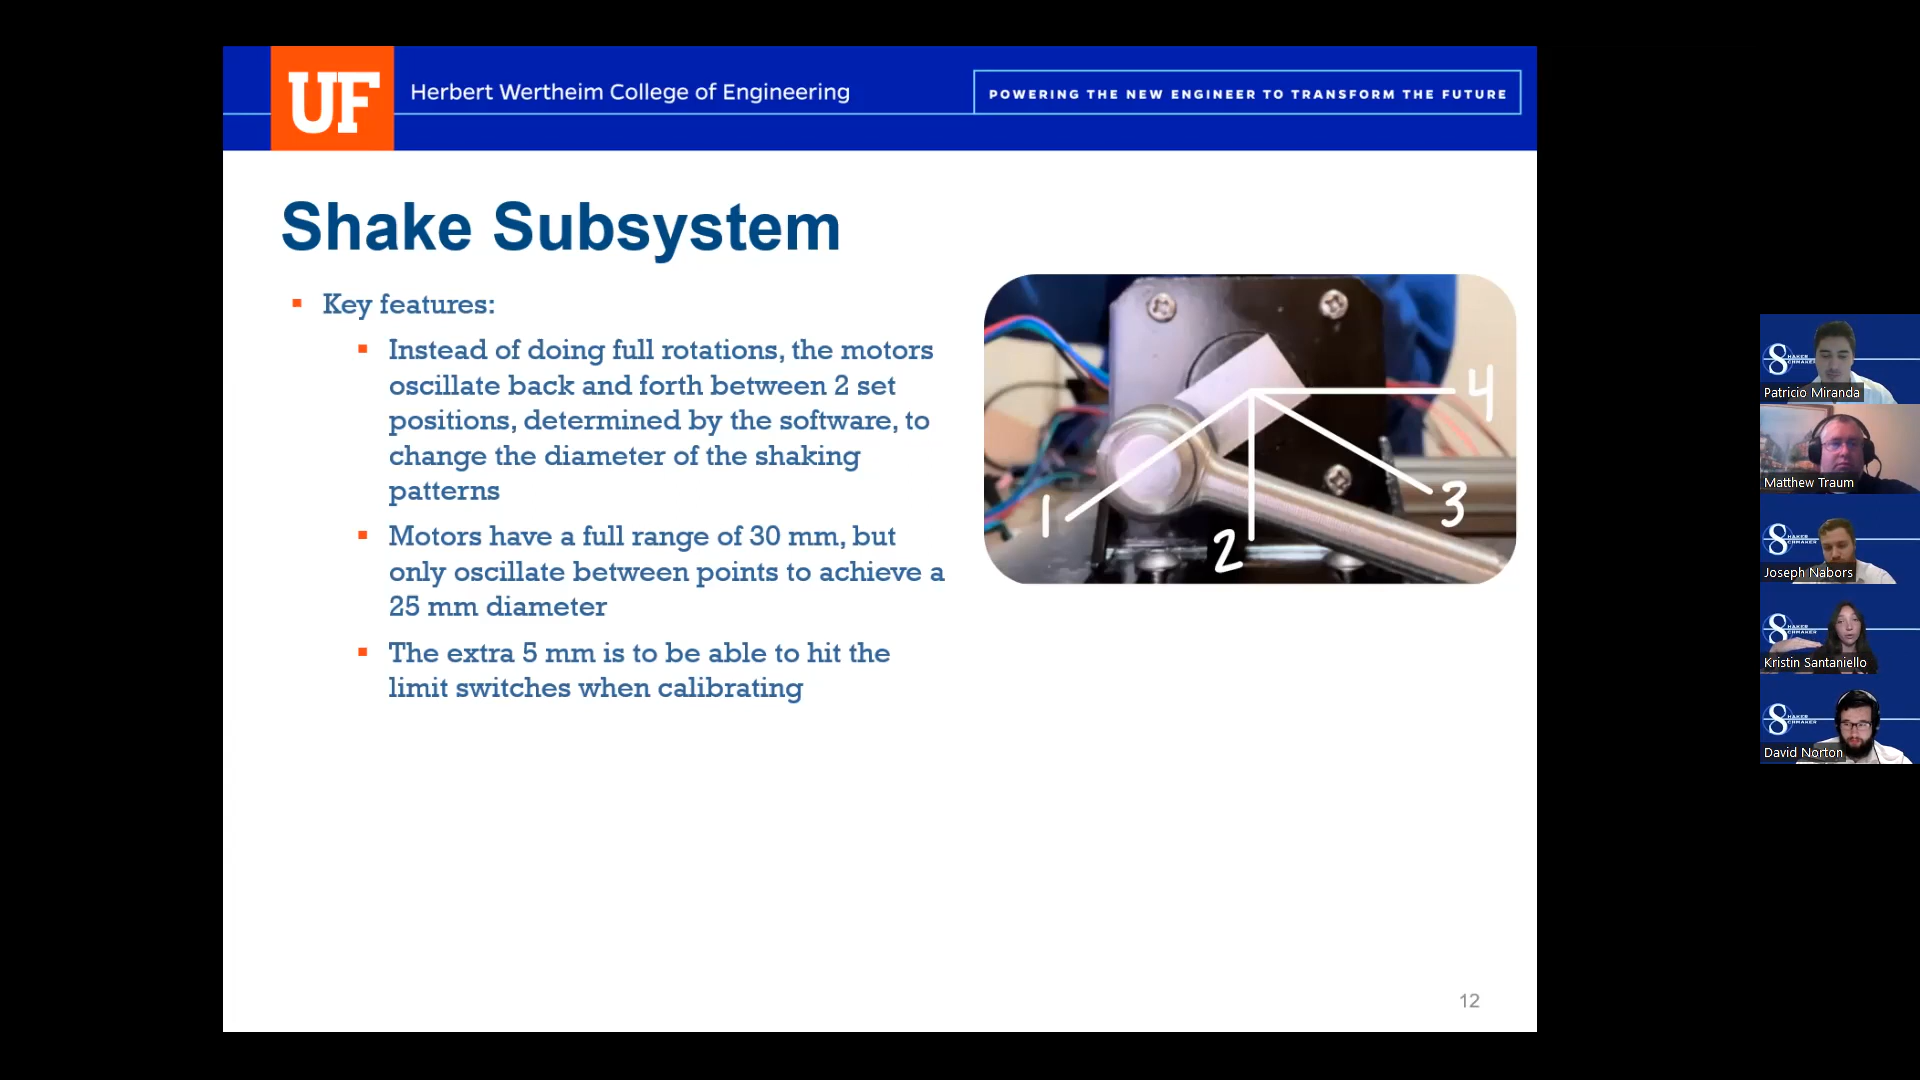 UF Herbert Wertheim College of Engineering
POWERING THE NEW ENGINEER TO TRANSFORM THE FUTURE
Shake Subsystem
Key features:
Instead of doing full rotations, the motors
oscillate back and forth between 2 set
positions, determined by the software, to
change the diameter of the shaking
patterns
Motors have a full range of 30 mm, but
only oscillate between points to achieve a
25 mm diameter
The extra 5 mm is to be able to hit the
limit switches when calibrating
1
2
3
4
12
Patricio Miranda
Matthew Traum
Joseph Nabors
Kristin Santaniello
David Norton